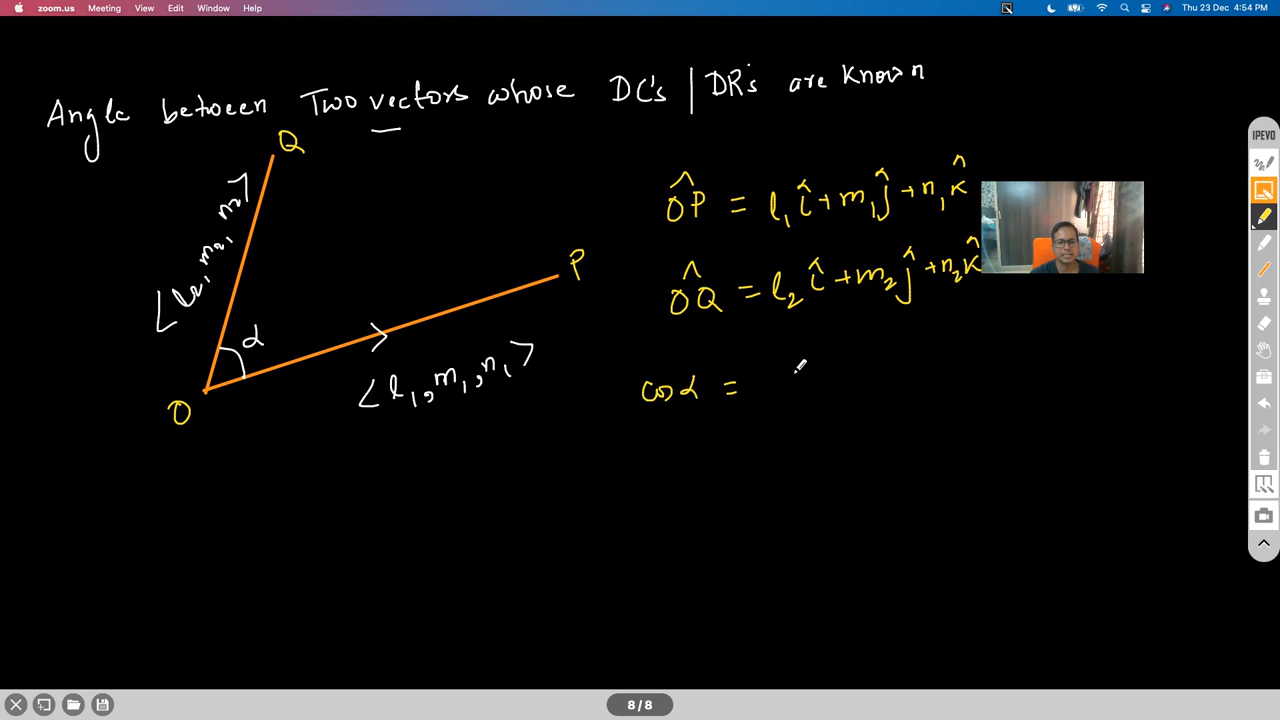 zoom.us Meeting View Edit Window Help Thu 23 Dec 4:54 PM
Angle between Two vectors whose DC's | DR's are known
Q
ÔP = l₁î + m₁ĵ + n₁k̂
<l₂, m₂, n₂>
P
ÔQ = l₂î + m₂ĵ + n₂k̂
α
<l₁, m₁, n₁>
cosα =
O
IPEVO
8/8